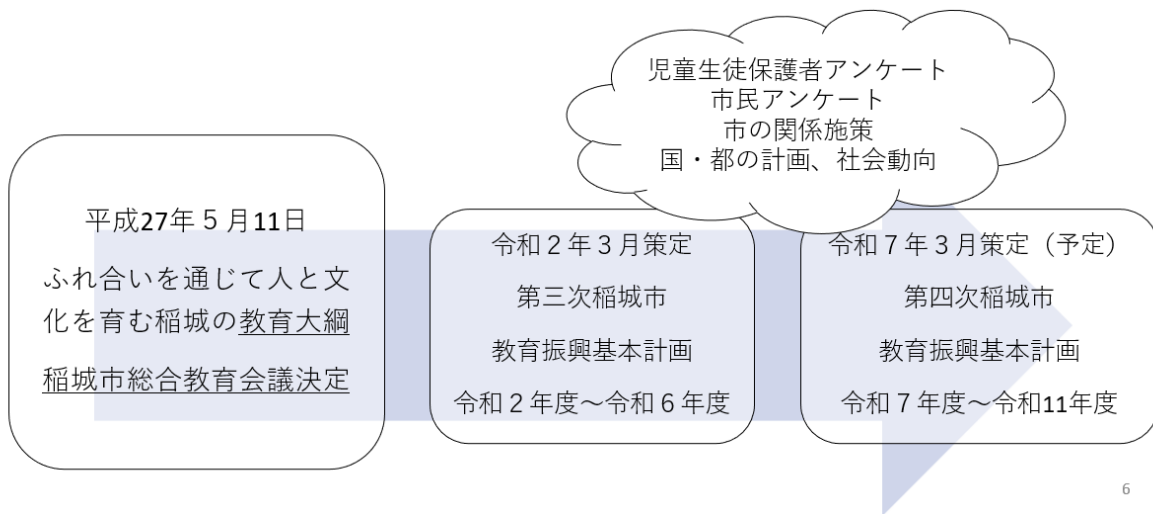 児童生徒保護者アンケート
市民アンケート
市の関係施策
国・都の計画、社会動向
平成27年５月11日
ふれ合いを通じて人と文
化を育む稲城の教育大綱
稲城市総合教育会議決定
令和２年３月策定
第三次稲城市
教育振興基本計画
令和２年度～令和６年度
令和７年３月策定（予定）
第四次稲城市
教育振興基本計画
令和７年度～令和11年度
6